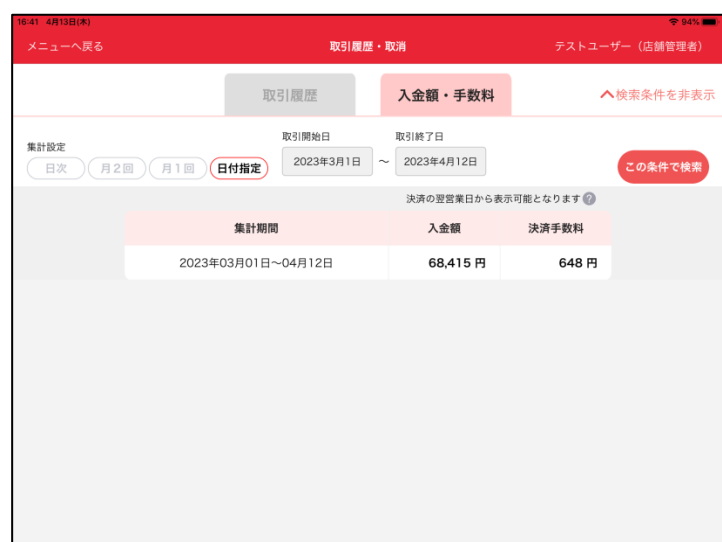 16:41 4月13日(木) 94%
メニューへ戻る 取引履歴・取消 テストユーザー（店舗管理者）
取引履歴 入金額・手数料 検索条件を非表示
取引開始日 取引終了日
集計設定
日次 月2回 月1回 日付指定 2023年3月1日 〜 2023年4月12日 この条件で検索
決済の翌営業日から表示可能となります ?
集計期間 入金額 決済手数料
2023年03月01日〜04月12日 68,415 円 648 円